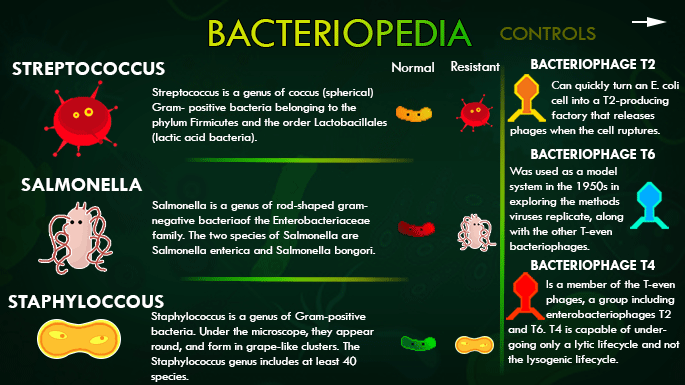 BACTERIOPEDIA
CONTROLS
STREPTOCOCCUS
Normal
Resistant
Streptococcus is a genus of coccus (spherical)
Gram- positive bacteria belonging to the
phylum Firmicutes and the order Lactobacillales
(lactic acid bacteria).
SALMONELLA
Salmonella is a genus of rod-shaped gram-
negative bacteriaof the Enterobacteriaceae
family. The two species of Salmonella are
Salmonella enterica and Salmonella bongori.
STAPHYLOCCOUS
Staphylococcus is a genus of Gram-positive
bacteria. Under the microscope, they appear
round, and form in grape-like clusters. The
Staphylococcus genus includes at least 40
species.
BACTERIOPHAGE T2
Can quickly turn an E. coli
cell into a T2-producing
factory that releases
phages when the cell ruptures.
BACTERIOPHAGE T6
Was used as a model
system in the 1950s in
exploring the methods
viruses replicate, along
with the other T-even
bacteriophages.
BACTERIOPHAGE T4
Is a member of the T-even
phages, a group including
enterobacteriophages T2
and T6. T4 is capable of under-
going only a lytic lifecycle and not
the lysogenic lifecycle.